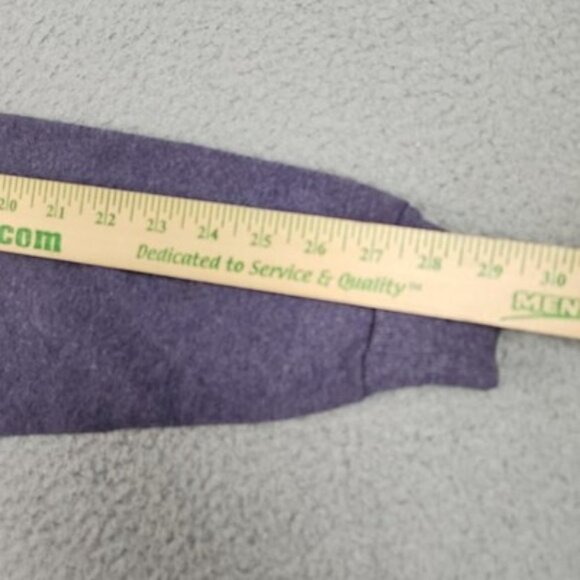 20 21 22 23 24 25 26 27 28 29 30
.com Dedicated to Service & Quality™ MEN